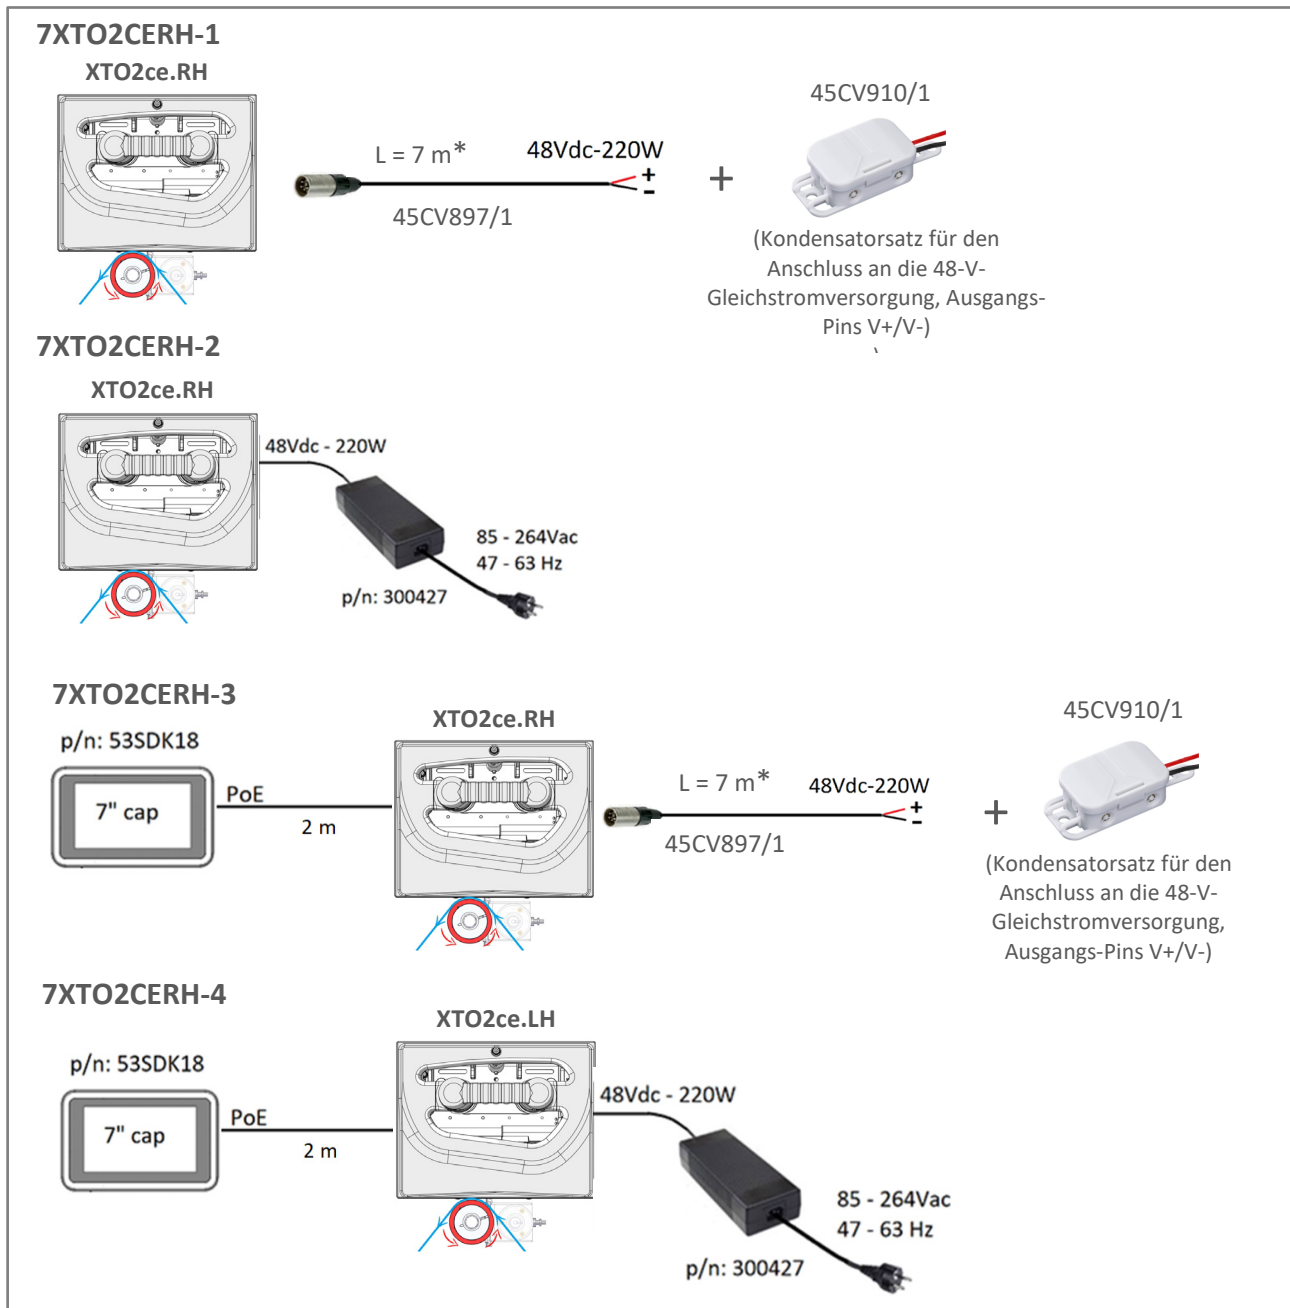 7XTO2CERH-1
XTO2ce.RH
L = 7 m*
48Vdc-220W
+
-
45CV897/1
+
45CV910/1
(Kondensatorsatz für den
Anschluss an die 48-V-
Gleichstromversorgung, Ausgangs-
Pins V+/V-)
)
7XTO2CERH-2
XTO2ce.RH
48Vdc - 220W
85 - 264Vac
47 - 63 Hz
p/n: 300427
7XTO2CERH-3
p/n: 53SDK18
7" cap
PoE
2 m
XTO2ce.RH
L = 7 m*
48Vdc-220W
+
-
45CV897/1
+
45CV910/1
(Kondensatorsatz für den
Anschluss an die 48-V-
Gleichstromversorgung,
Ausgangs-Pins V+/V-)
7XTO2CERH-4
p/n: 53SDK18
7" cap
PoE
2 m
XTO2ce.LH
48Vdc - 220W
85 - 264Vac
47 - 63 Hz
p/n: 300427